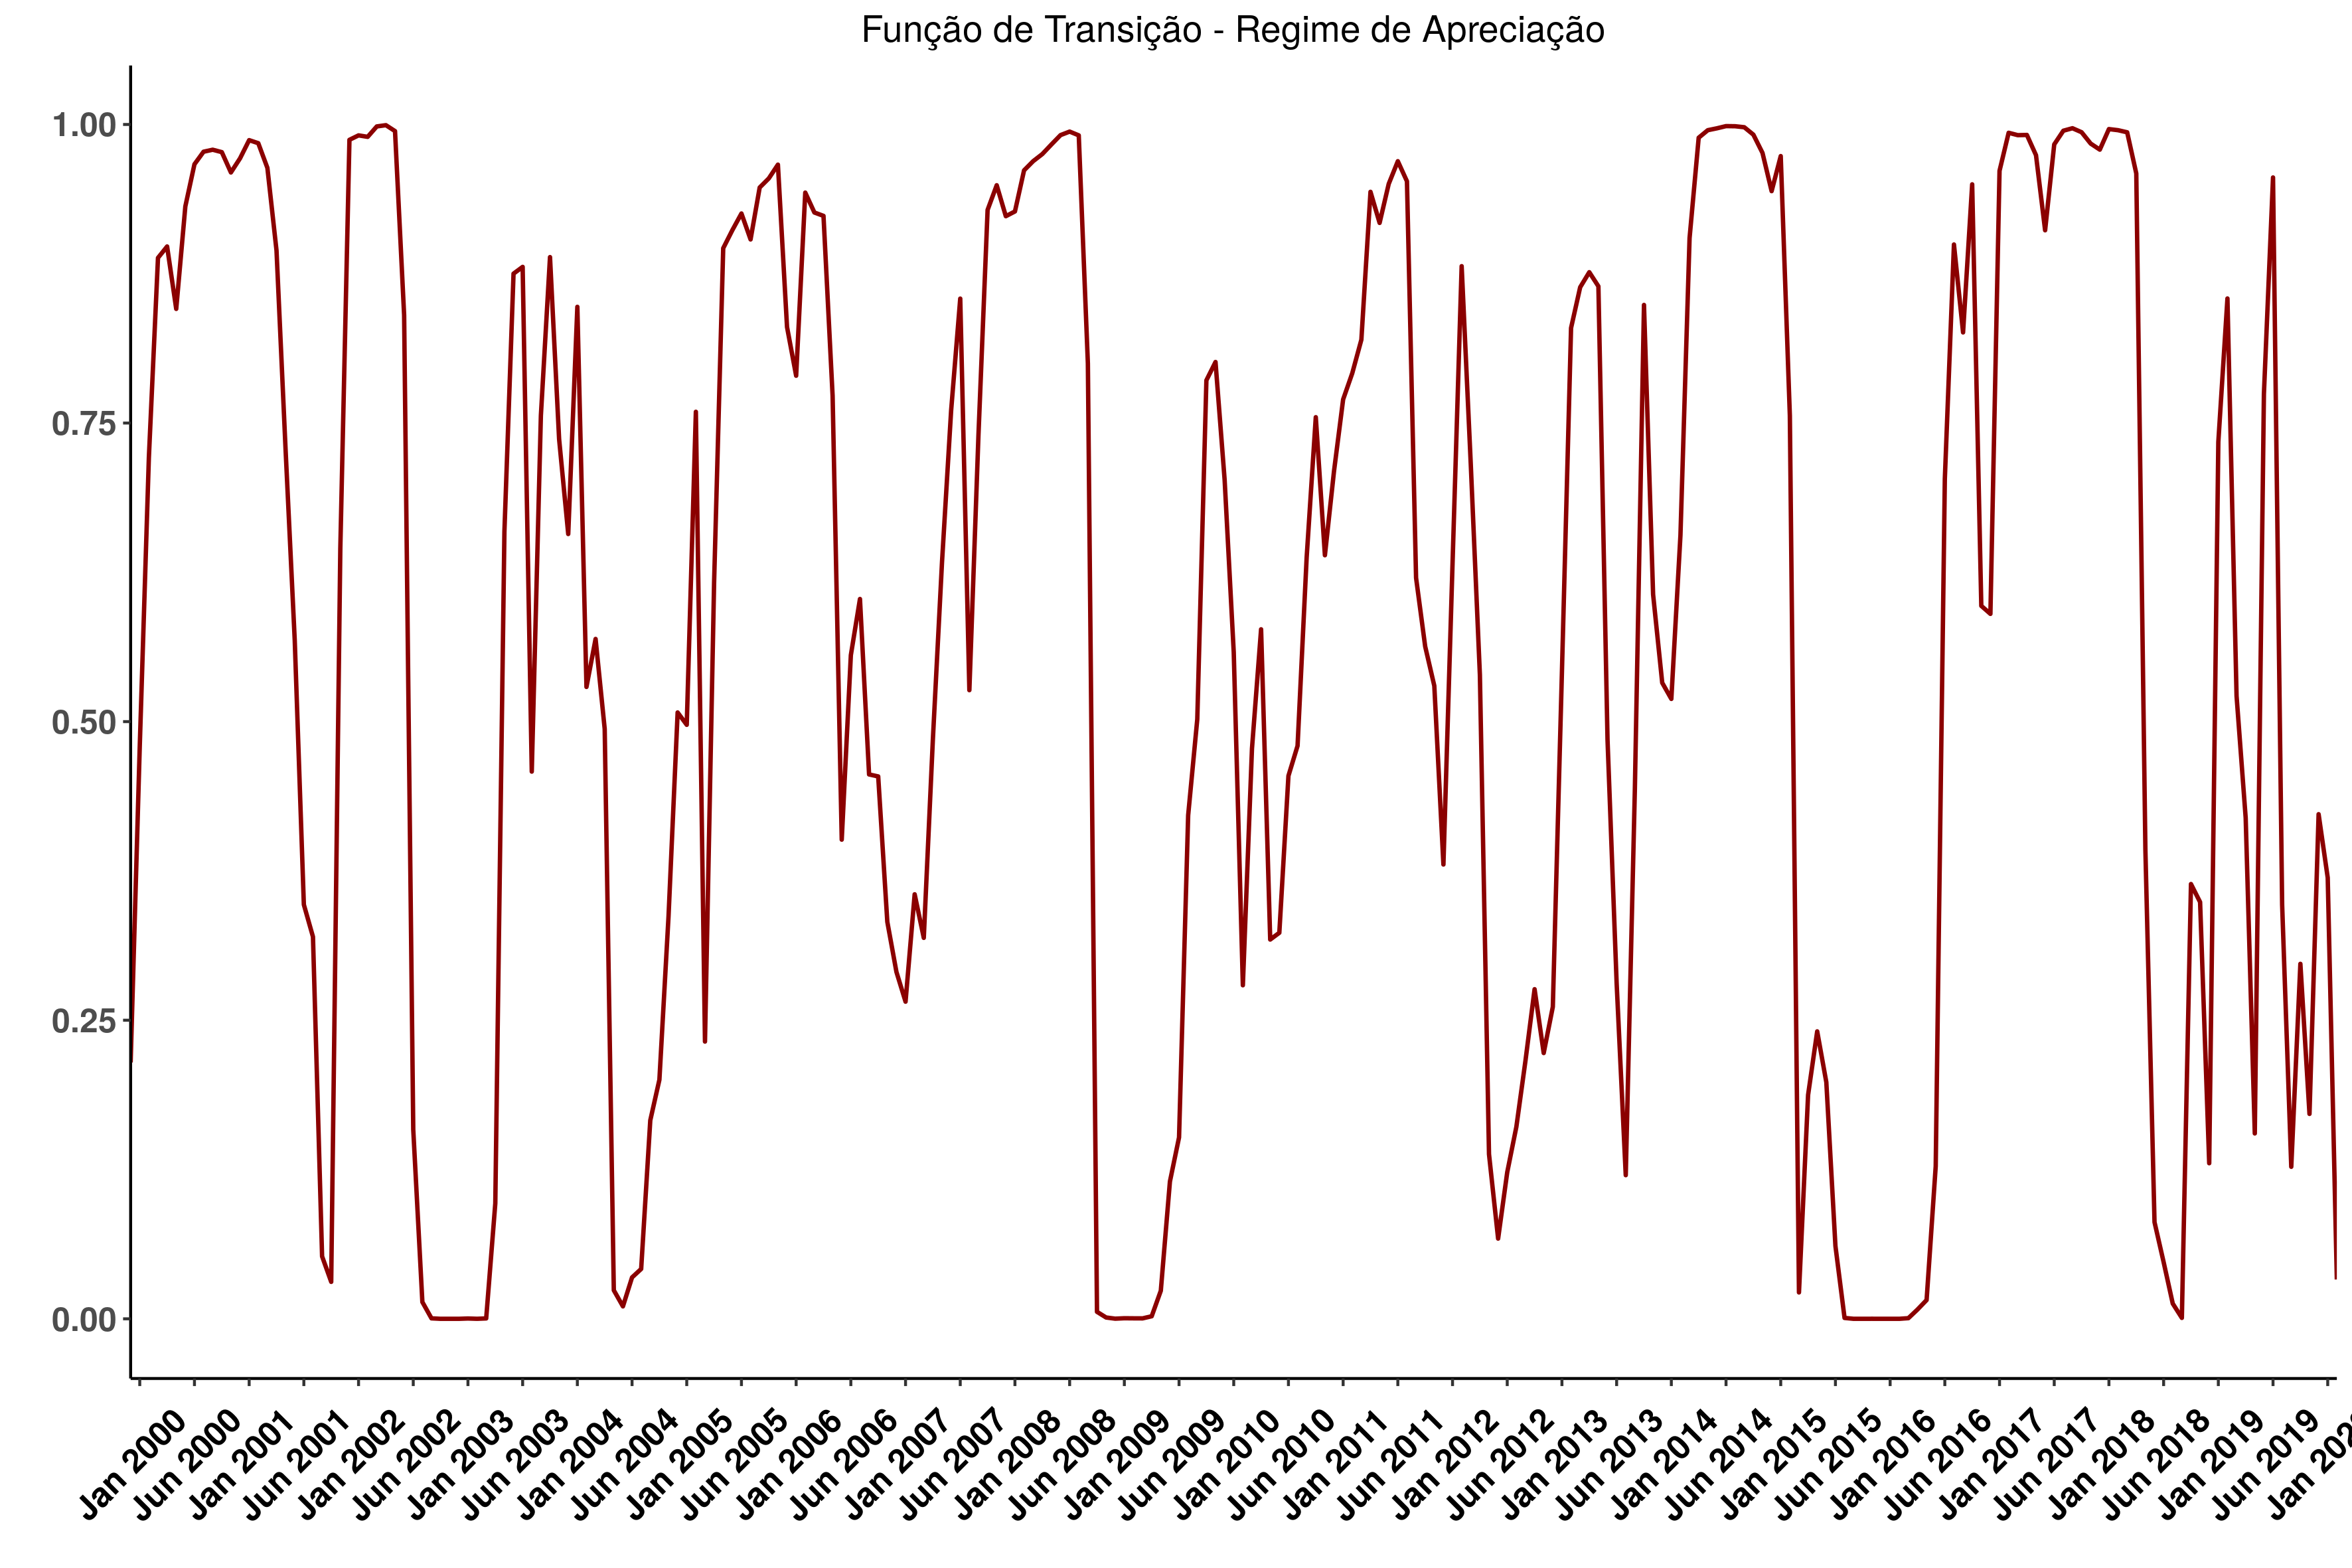 Função de Transição - Regime de Apreciação
1.00
0.75
0.50
0.25
0.00
Jan 2000
Jun 2000
Jan 2001
Jun 2001
Jan 2002
Jun 2002
Jan 2003
Jun 2003
Jan 2004
Jun 2004
Jan 2005
Jun 2005
Jan 2006
Jun 2006
Jan 2007
Jun 2007
Jan 2008
Jun 2008
Jan 2009
Jun 2009
Jan 2010
Jun 2010
Jan 2011
Jun 2011
Jan 2012
Jun 2012
Jan 2013
Jun 2013
Jan 2014
Jun 2014
Jan 2015
Jun 2015
Jan 2016
Jun 2016
Jan 2017
Jun 2017
Jan 2018
Jun 2018
Jan 2019
Jun 2019
Jan 202